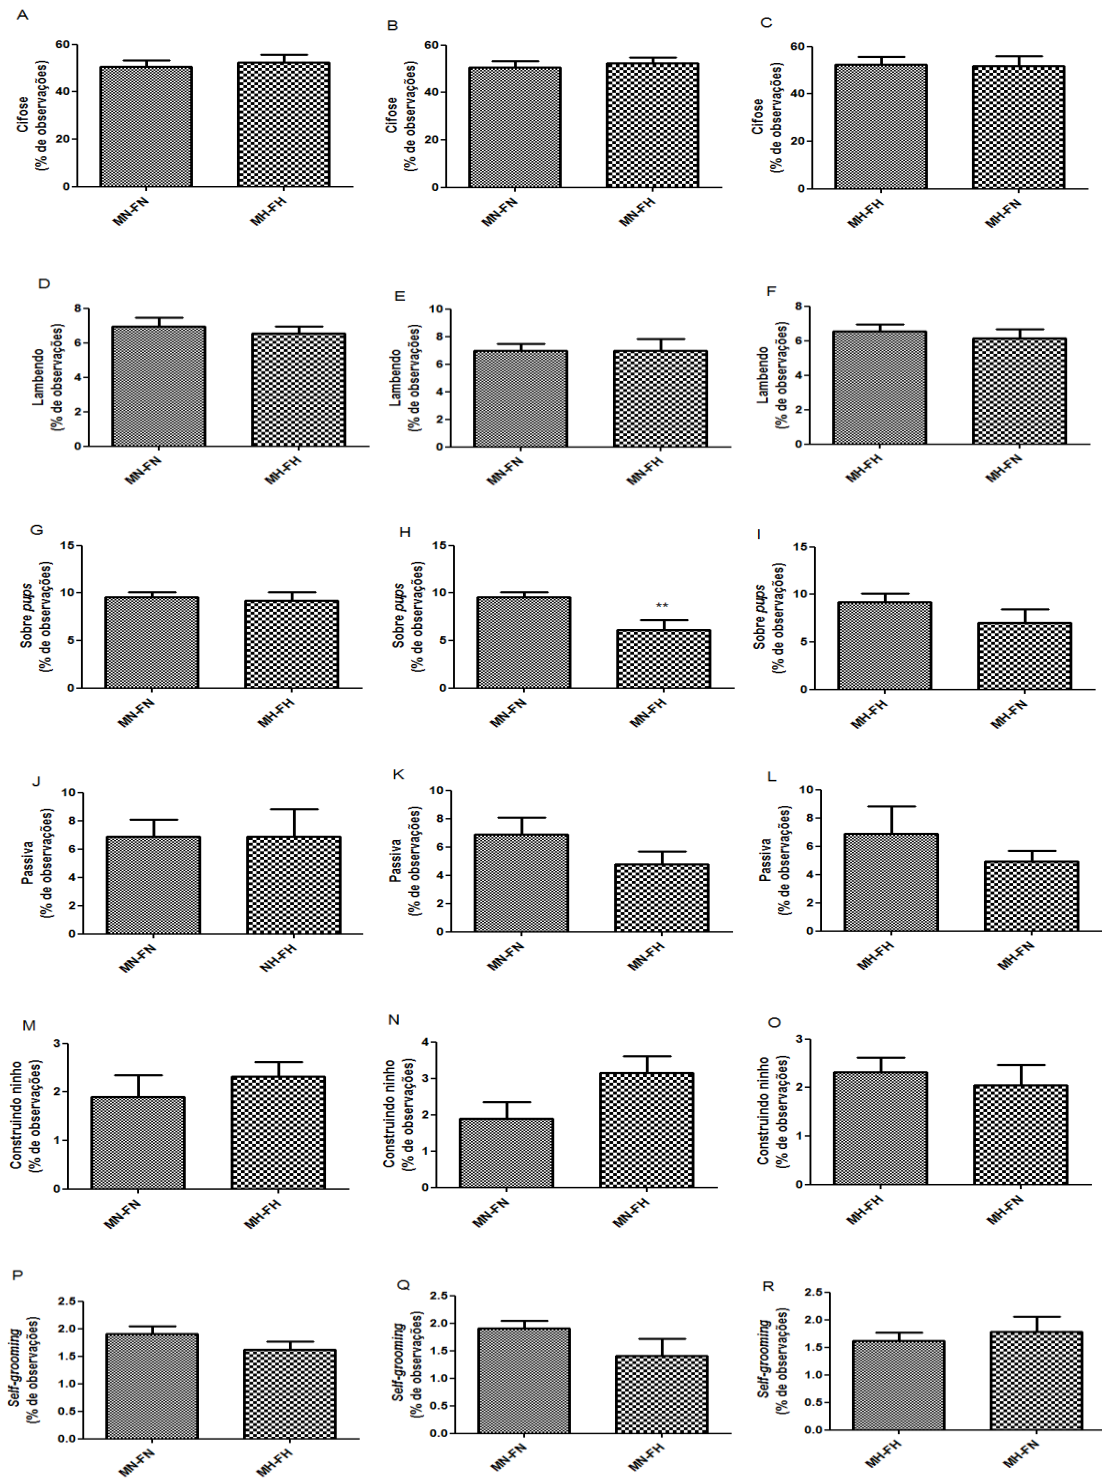 A
Cifose
(% de observações)
60
40
20
0
MN-FN
MH-FH
B
Cifose
(% de observações)
60
40
20
0
MN-FN
MN-FH
C
Cifose
(% de observações)
60
40
20
0
MH-FH
MH-FN
D
Lambendo
(% de observações)
8
6
4
2
0
MN-FN
MH-FH
E
Lambendo
(% de observações)
10
8
6
4
2
0
MN-FN
MN-FH
F
Lambendo
(% de observações)
8
6
4
2
0
MH-FH
MH-FN
G
Sobre pups
(% de observações)
15
10
5
0
MN-FN
MH-FH
H
Sobre pups
(% de observações)
15
10
5
0
**
MN-FN
MN-FH
I
Sobre pups
(% de observações)
15
10
5
0
MH-FH
MH-FN
J
Passiva
(% de observações)
10
8
6
4
2
0
MN-FN
NH-FH
K
Passiva
(% de observações)
10
8
6
4
2
0
MN-FN
MN-FH
L
Passiva
(% de observações)
10
8
6
4
2
0
MH-FH
MH-FN
M
Construindo ninho
(% de observações)
3
2
1
0
MN-FN
MH-FH
N
Construindo ninho
(% de observações)
4
3
2
1
0
MN-FN
MN-FH
O
Construindo ninho
(% de observações)
3
2
1
0
MH-FH
MH-FN
P
Self-grooming
(% de observações)
2.5
2.0
1.5
1.0
0.5
0.0
MN-FN
MH-FH
Q
Self-grooming
(% de observações)
2.5
2.0
1.5
1.0
0.5
0.0
MN-FN
MN-FH
R
Self-grooming
(% de observações)
2.5
2.0
1.5
1.0
0.5
0.0
MH-FH
MH-FN